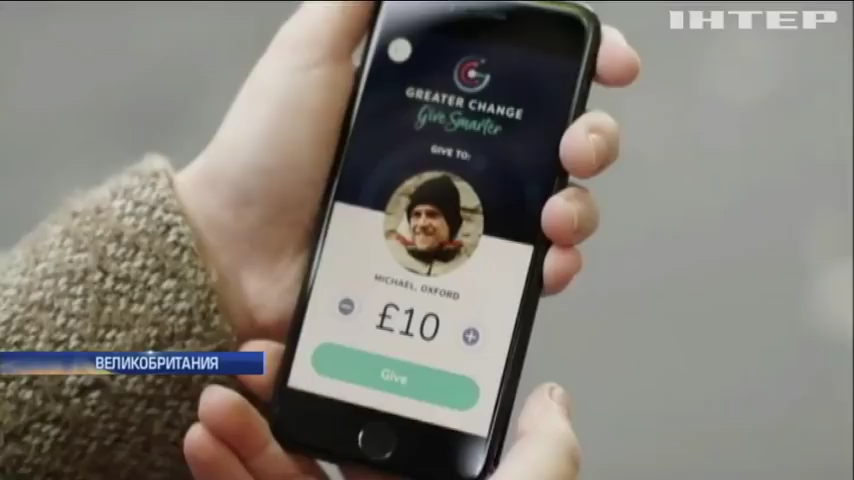 ІНТЕР
GREATER CHANGE
Give Smarter
GIVE TO:
MICHAEL, OXFORD
£10
Give
ВЕЛИКОБРИТАНИЯ